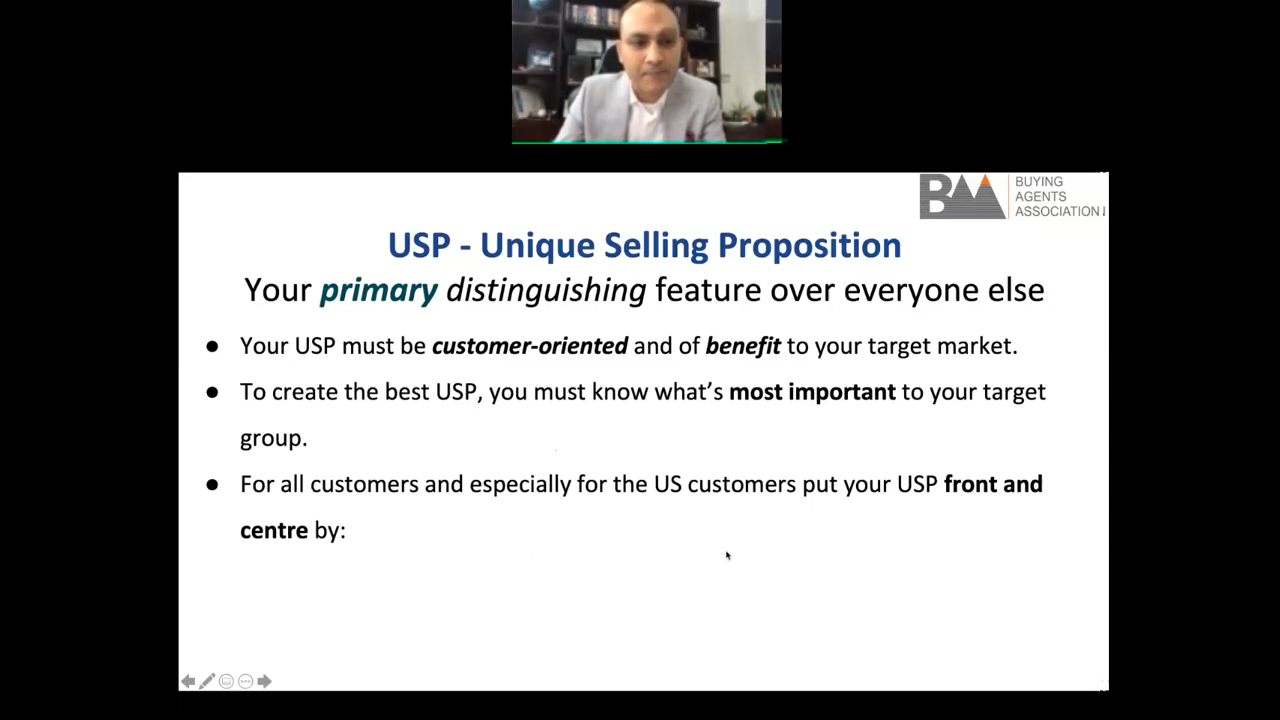 BAA
BUYING
AGENTS
ASSOCIATION
USP - Unique Selling Proposition
Your primary distinguishing feature over everyone else
● Your USP must be customer-oriented and of benefit to your target market.
● To create the best USP, you must know what’s most important to your target
group.
● For all customers and especially for the US customers put your USP front and
centre by: